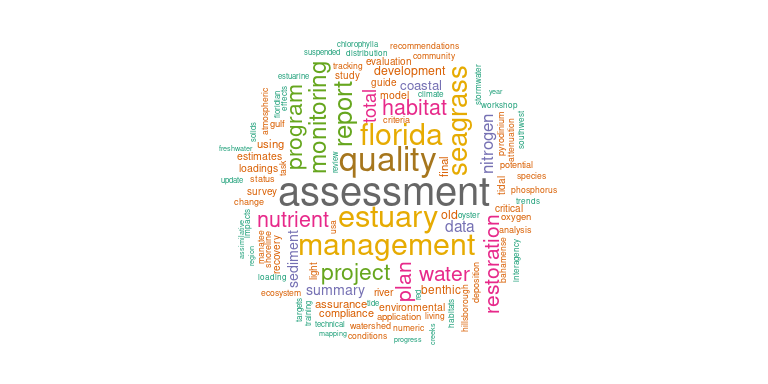 chlorophylla
recommendations
suspended
distribution
community
tracking
evaluation
estuarine
study
development
guide
coastal
stormwater
year
program
monitoring
report
total
model
climate
seagrass
workshop
atmospheric
floridian
effects
habitat
criteria
gulf
florida
nitrogen
pyrodinium
attenuation
southwest
solids
using
freshwater
estimates
review
quality
final
loadings
task
potential
species
update
status
tidal
survey
assessment
phosphorus
change
trends
assimilative
impacts
nutrient
usa
estuary
old
oyster
critical
oxygen
data
analysis
region
manatee
shoreline
recovery
sediment
management
restoration
bahamense
interagency
loading
light
project
plan
water
deposition
ecosystem
summary
river
red
benthic
targets
training
assurance
tide
environmental
habitats
hillsborough
compliance
application
living
technical
watershed
numeric
mapping
conditions
progress
creeks